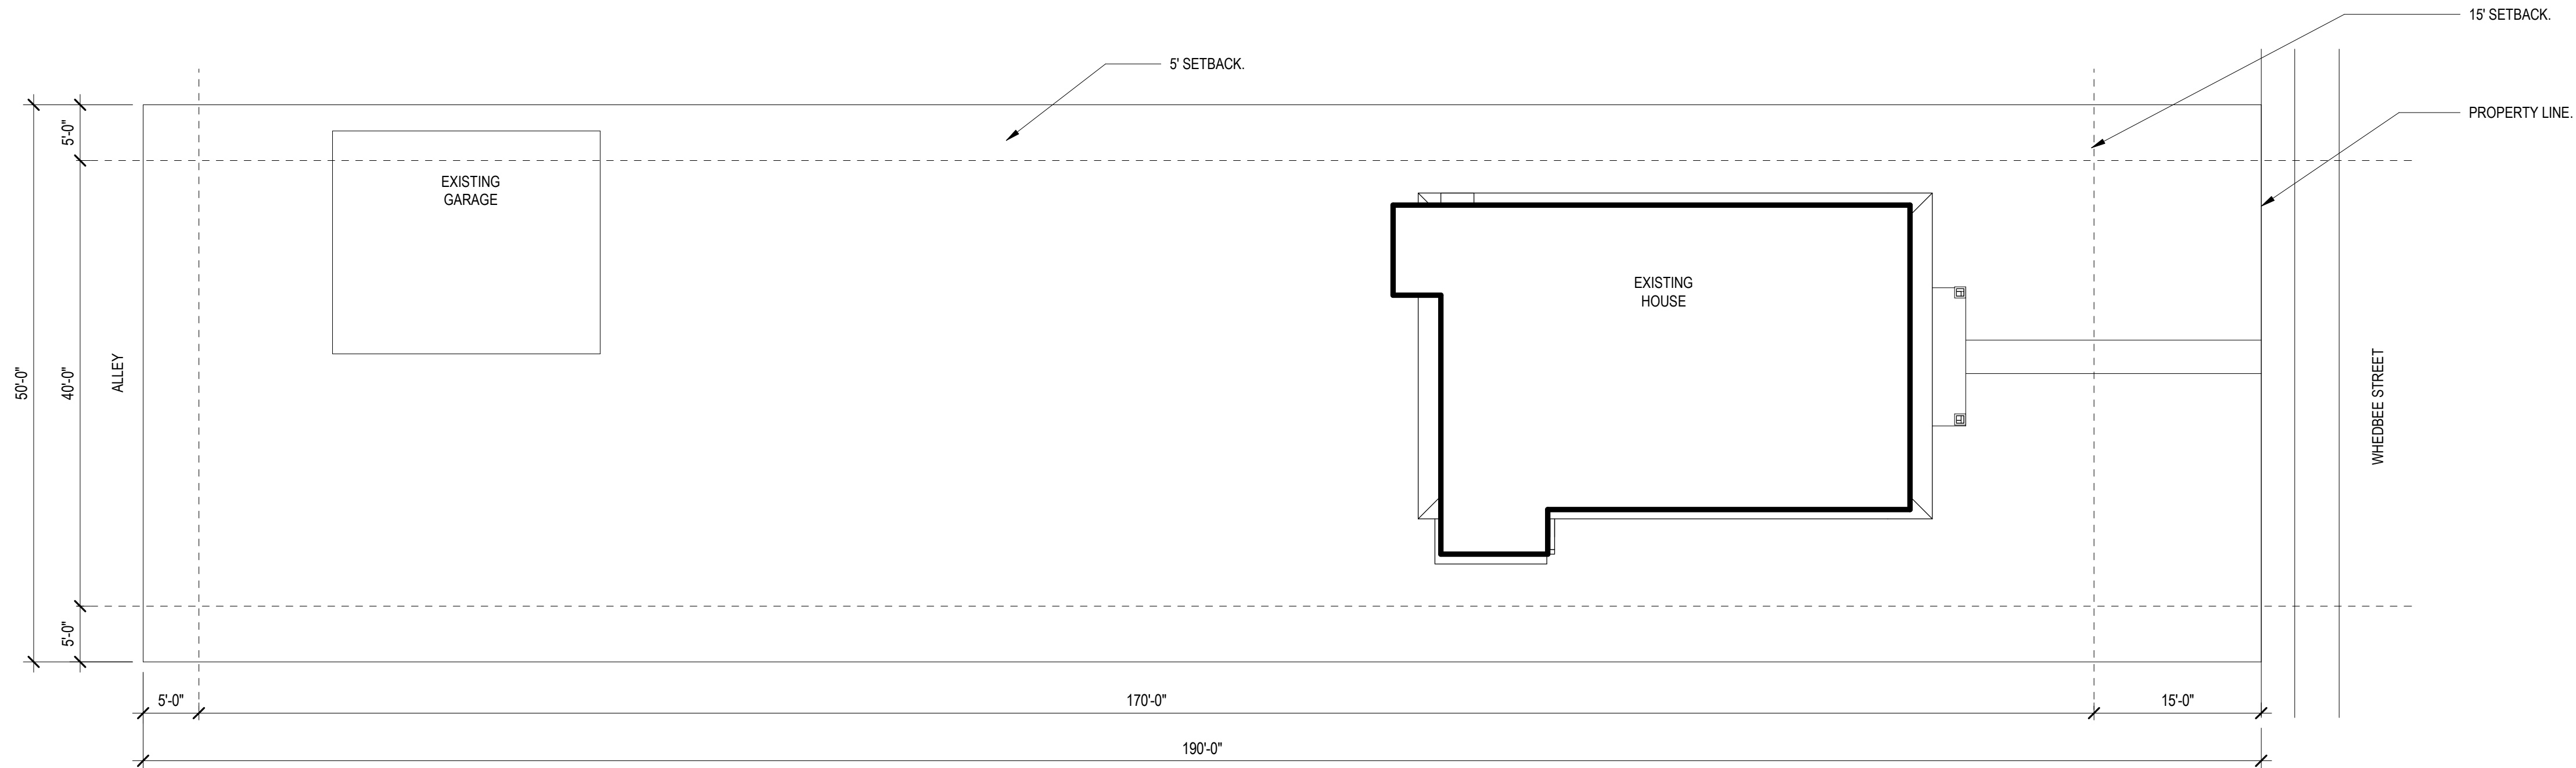 15' SETBACK.
5' SETBACK.
PROPERTY LINE.
5'-0"
EXISTING
GARAGE
EXISTING
HOUSE
50'-0"
40'-0"
ALLEY
WHEDBEE STREET
5'-0"
5'-0"
170'-0"
15'-0"
190'-0"